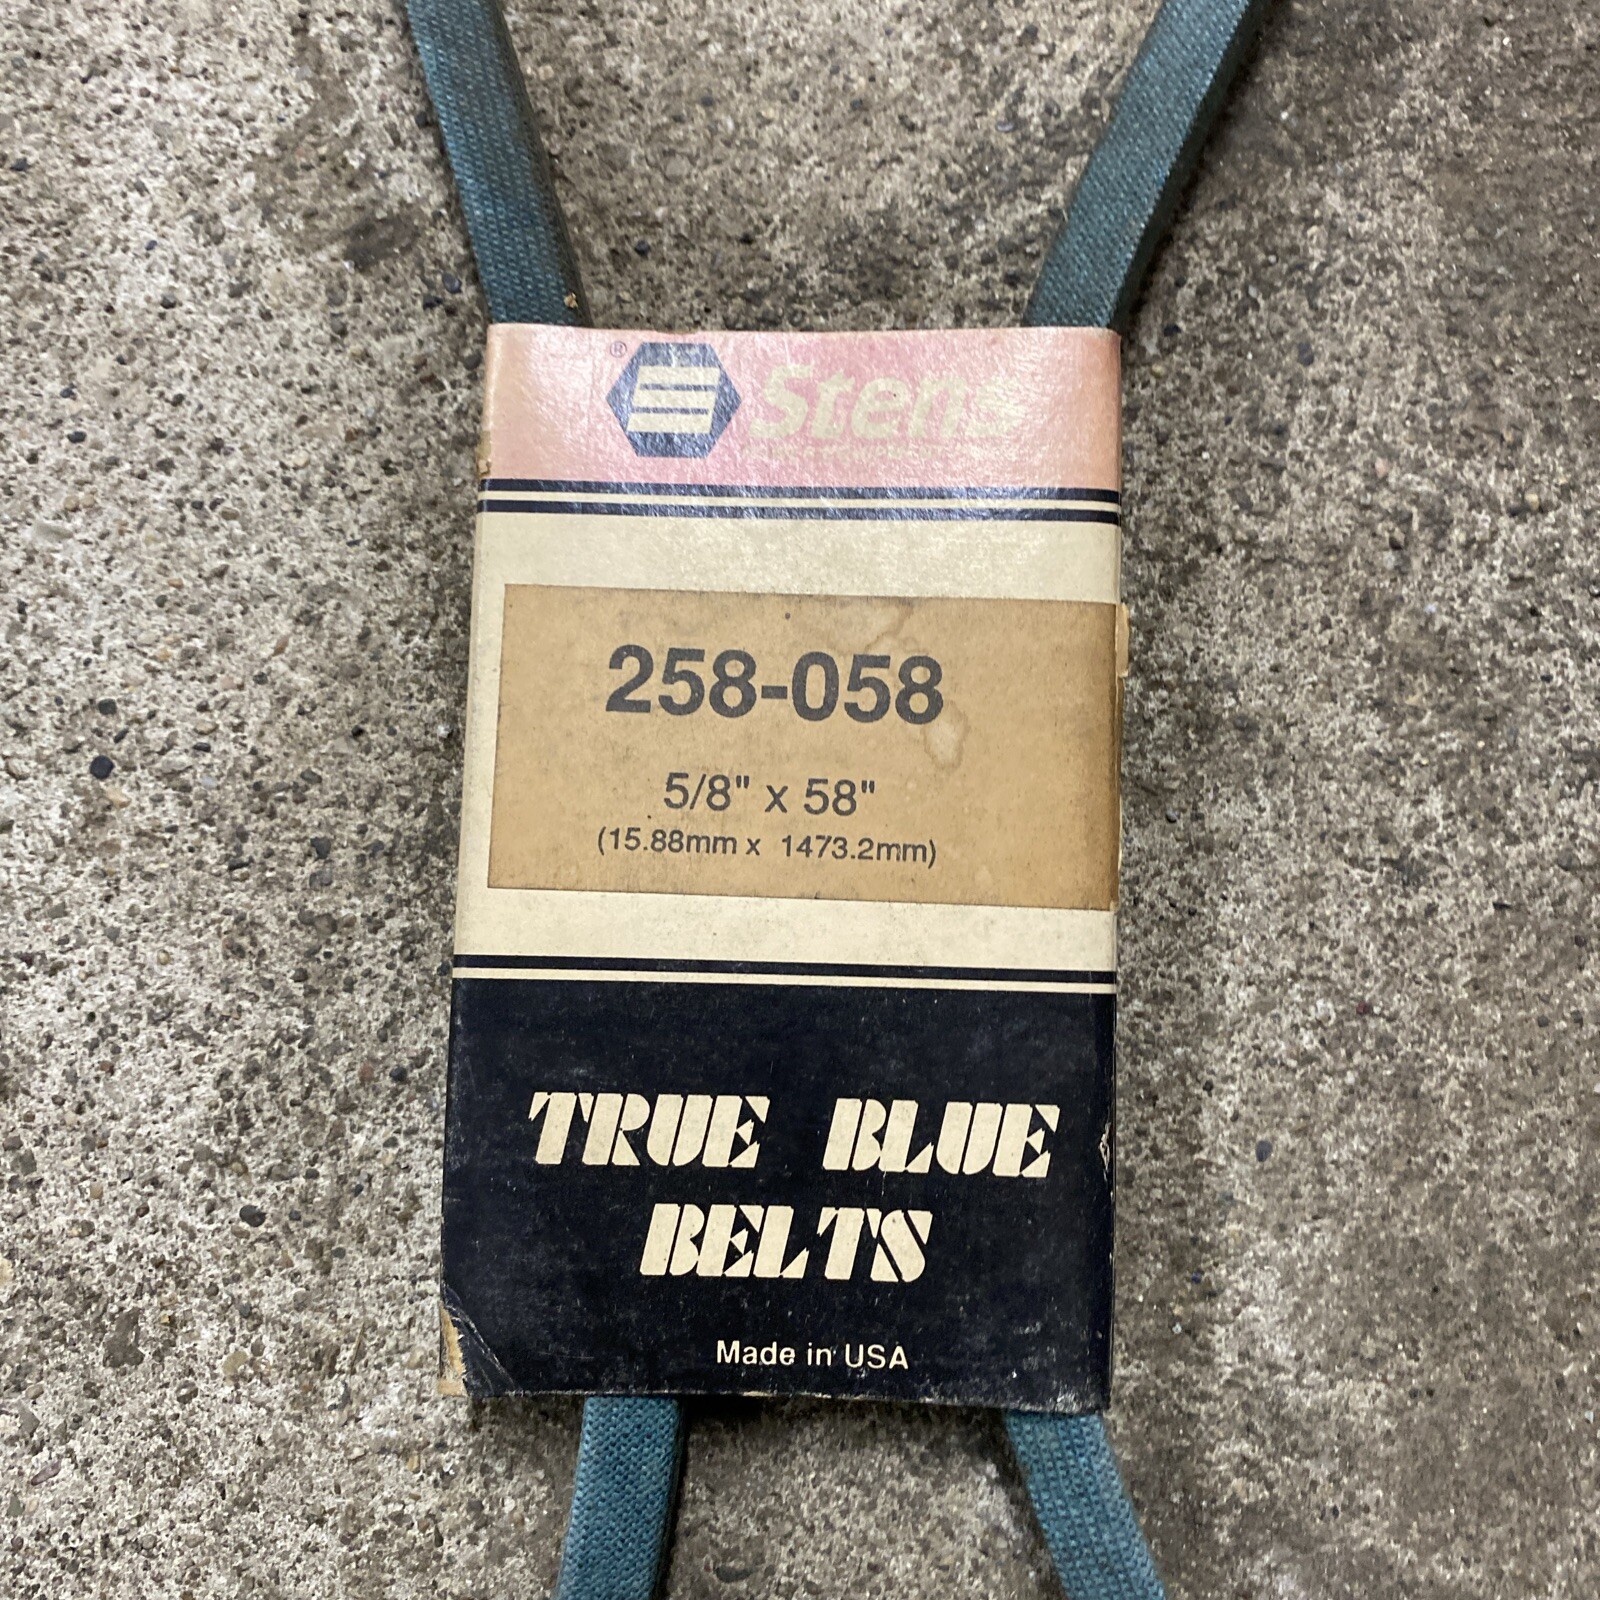 ®
Stens
258-058
5/8" x 58"
(15.88mm x 1473.2mm)
TRUE BLUE
BELTS
Made in USA